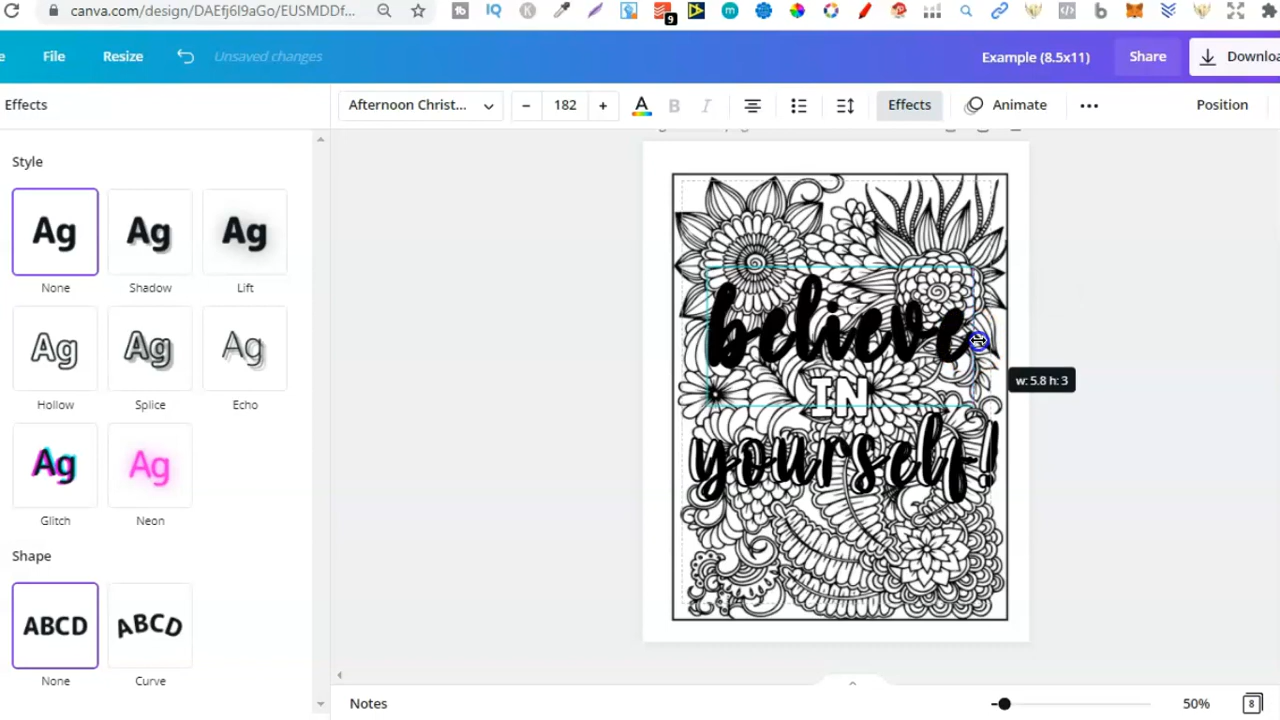 canva.com/design/DAEfj6I9aGo/EUSMDDf...
9
File
Resize
Unsaved changes
Example (8.5x11)
Share
Downloa
Effects
Afternoon Christ...
182
A
B
I
Effects
Animate
Position
Style
Ag
Ag
Ag
None
Shadow
Lift
Ag
Ag
Ag
Hollow
Splice
Echo
Ag
Ag
Glitch
Neon
Shape
ABCD
ABCD
None
Curve
believe
IN
yourself!
w: 5.8 h: 3
Notes
50%
8